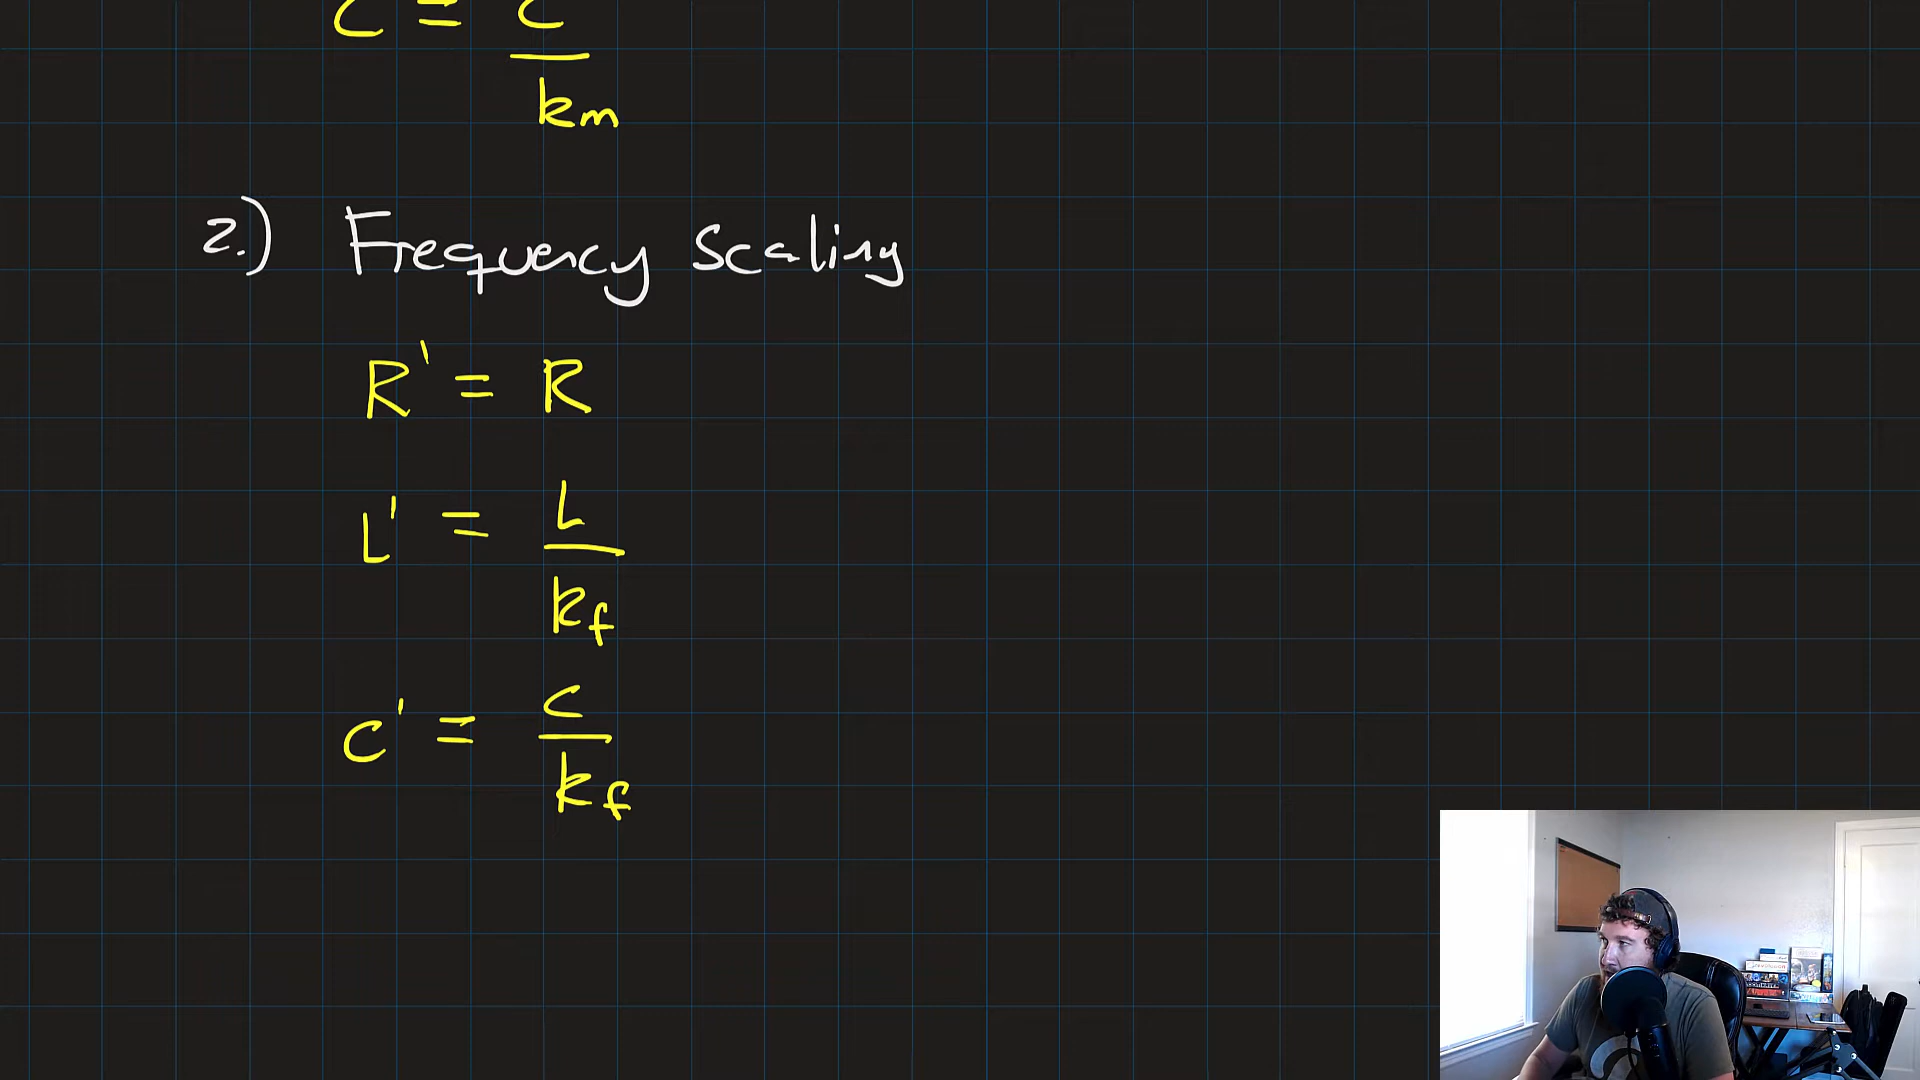 C = C
km
2.) Frequency Scaling
R' = R
L' = L
kf
C' = C
kf